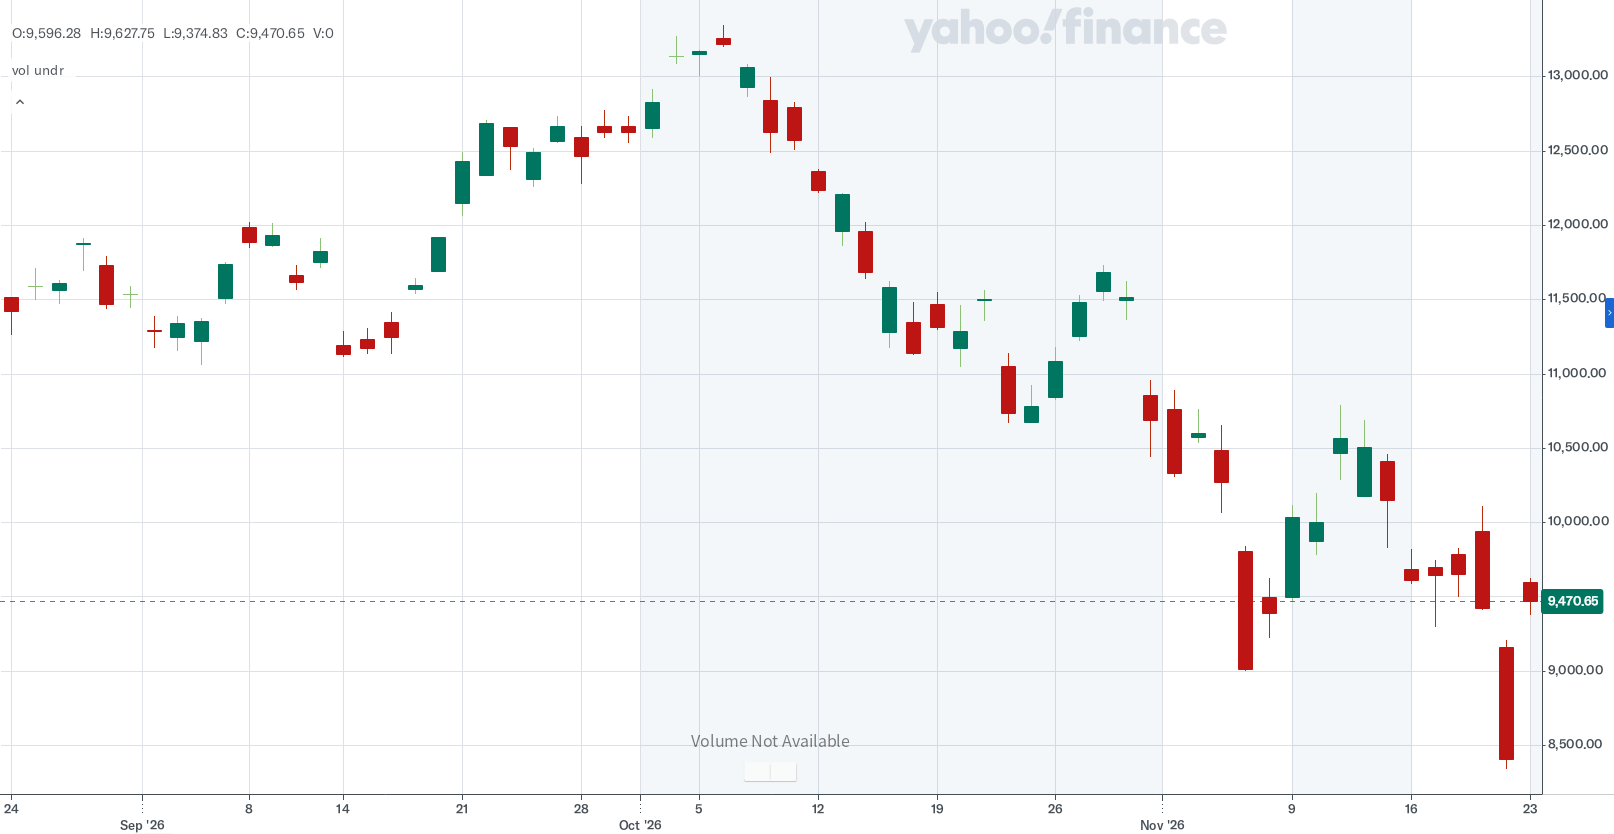 yahoo!finance
O:9,596.28 H:9,627.75 L:9,374.83 C:9,470.65 V:0
vol undr
13,000.00
12,500.00
12,000.00
11,500.00
11,000.00
10,500.00
10,000.00
9,470.65
9,000.00
8,500.00
Volume Not Available
24 8 14 21 28 5 12 19 26 9 16 23
Sep '26 Oct '26 Nov '26